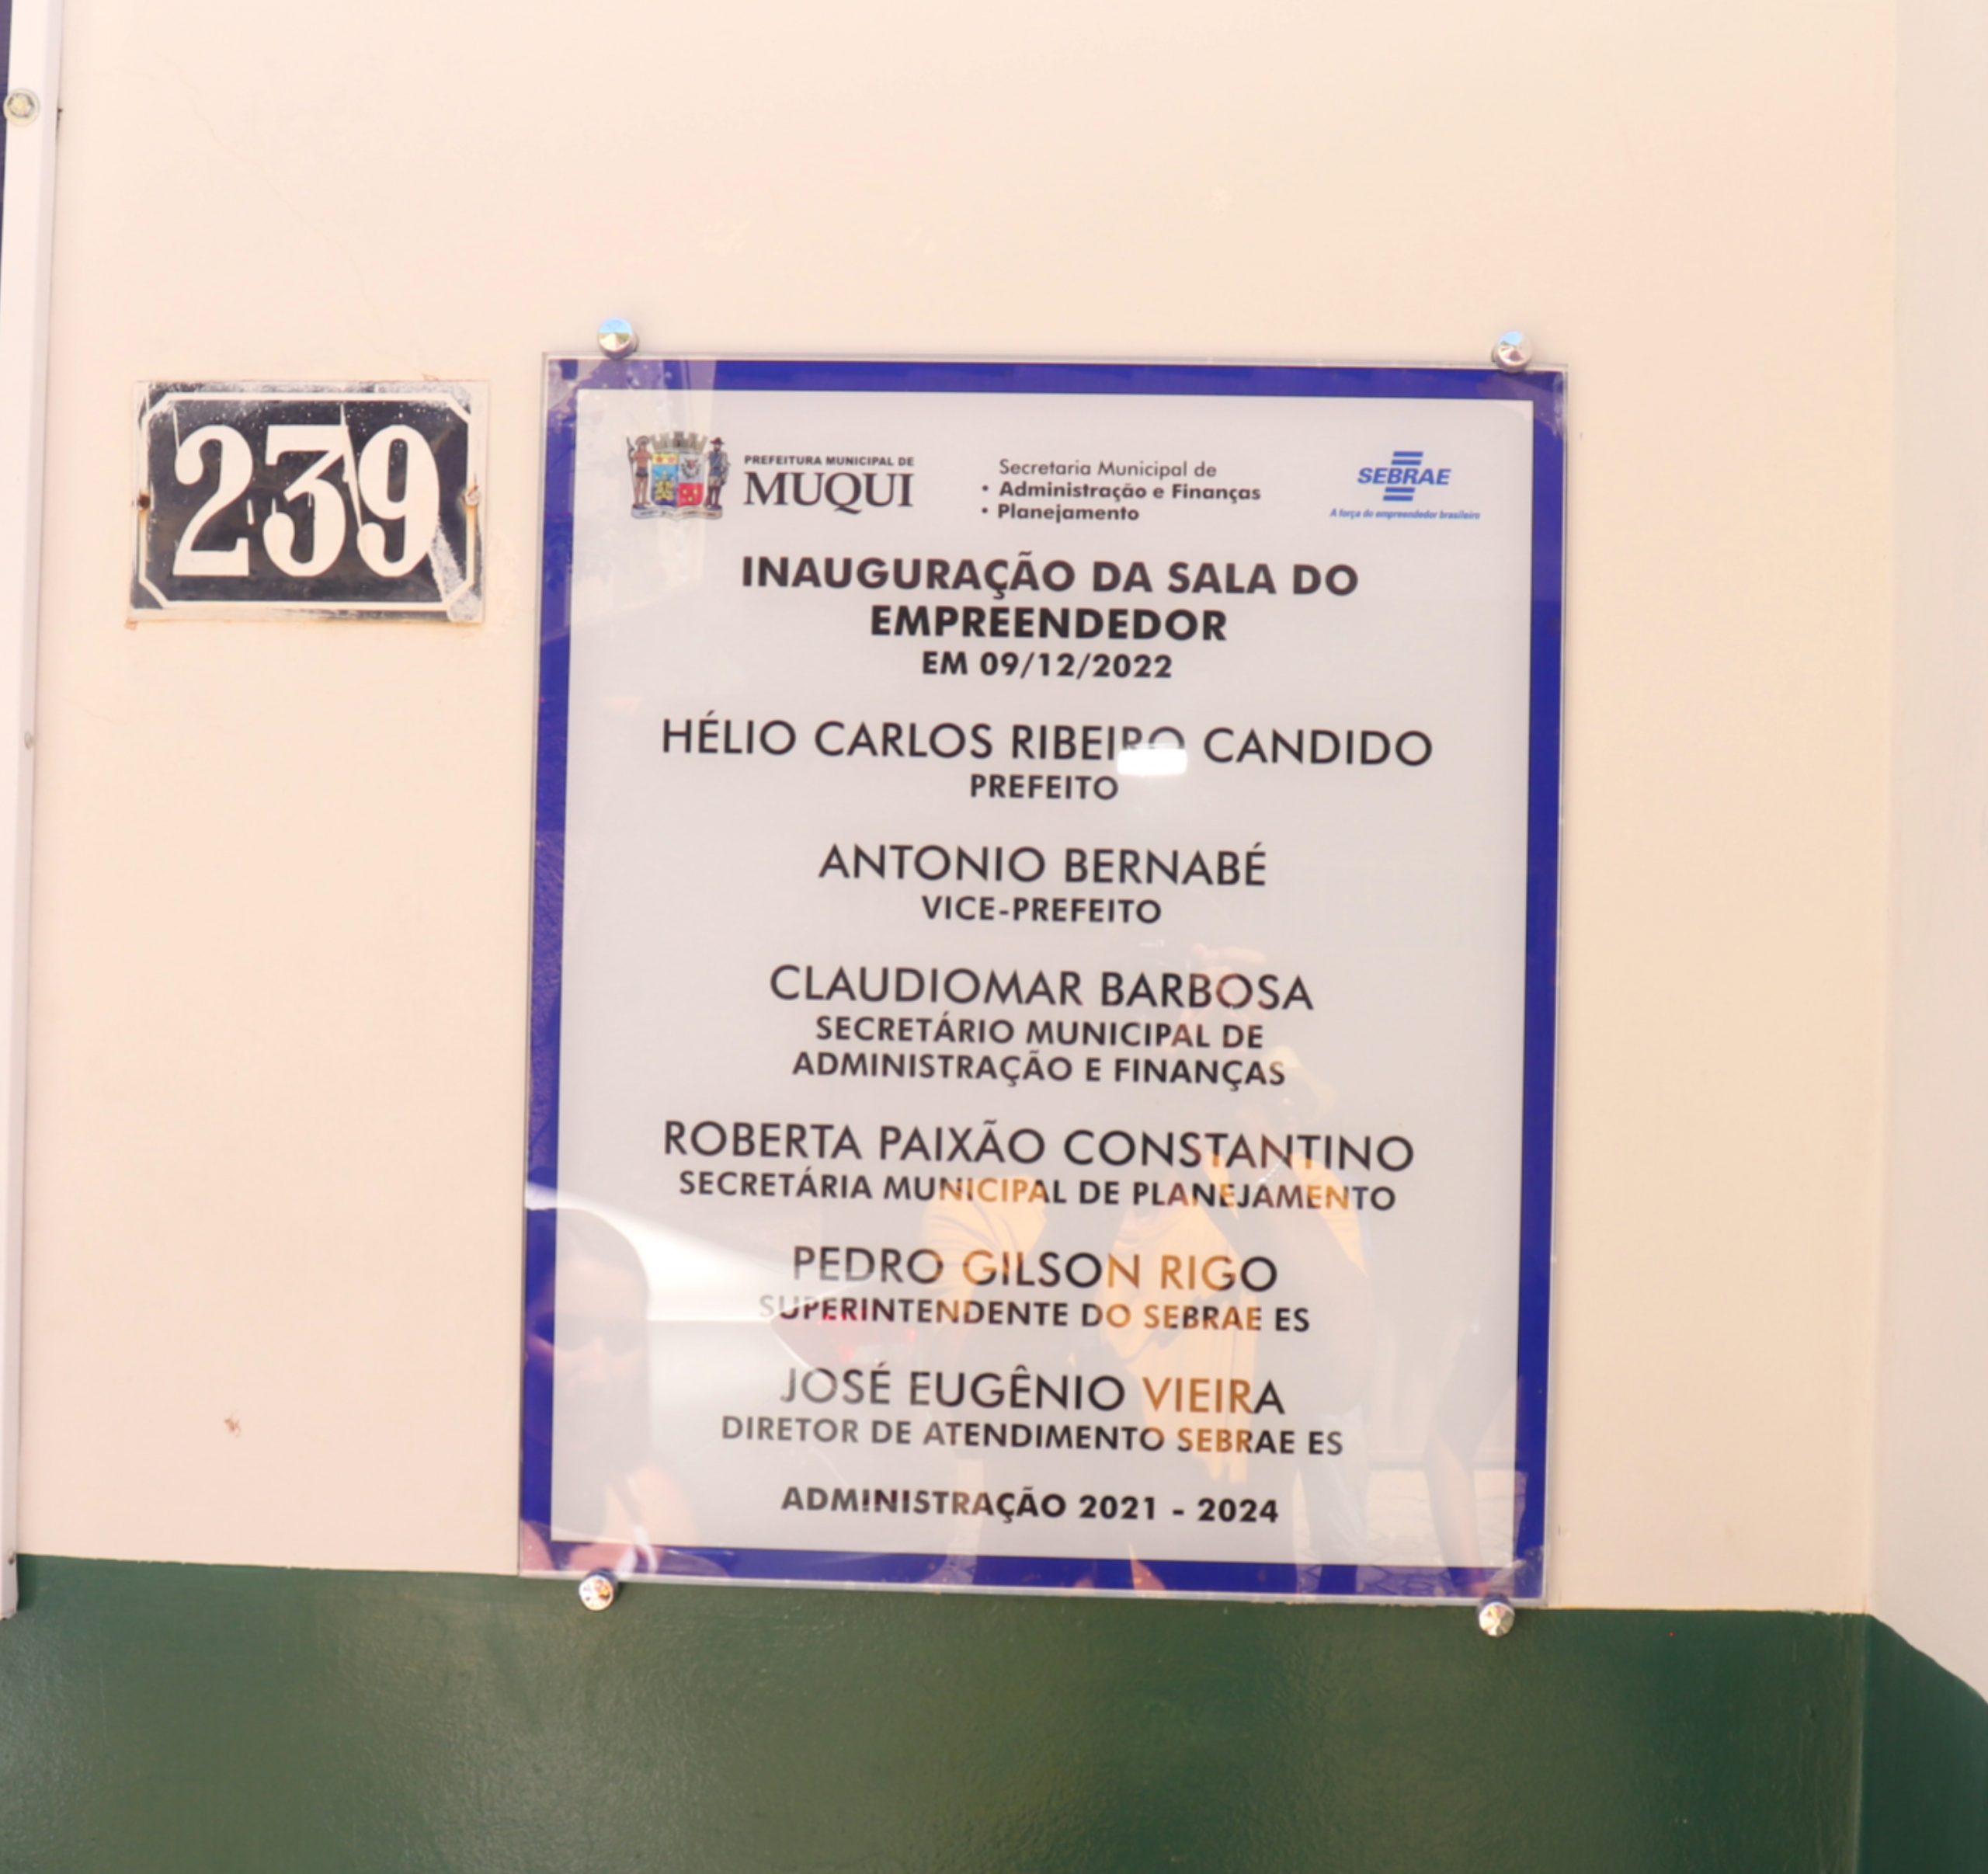 239
PREFEITURA MUNICIPAL DE
MUQUI
Secretaria Municipal de
• Administração e Finanças
• Planejamento
SEBRAE
A força do empreendedor brasileiro
INAUGURAÇÃO DA SALA DO
EMPREENDEDOR
EM 09/12/2022
HÉLIO CARLOS RIBEIRO CANDIDO
PREFEITO
ANTONIO BERNABÉ
VICE-PREFEITO
CLAUDIOMAR BARBOSA
SECRETÁRIO MUNICIPAL DE
ADMINISTRAÇÃO E FINANÇAS
ROBERTA PAIXÃO CONSTANTINO
SECRETÁRIA MUNICIPAL DE PLANEJAMENTO
PEDRO GILSON RIGO
SUPERINTENDENTE DO SEBRAE ES
JOSÉ EUGÊNIO VIEIRA
DIRETOR DE ATENDIMENTO SEBRAE ES
ADMINISTRAÇÃO 2021 - 2024